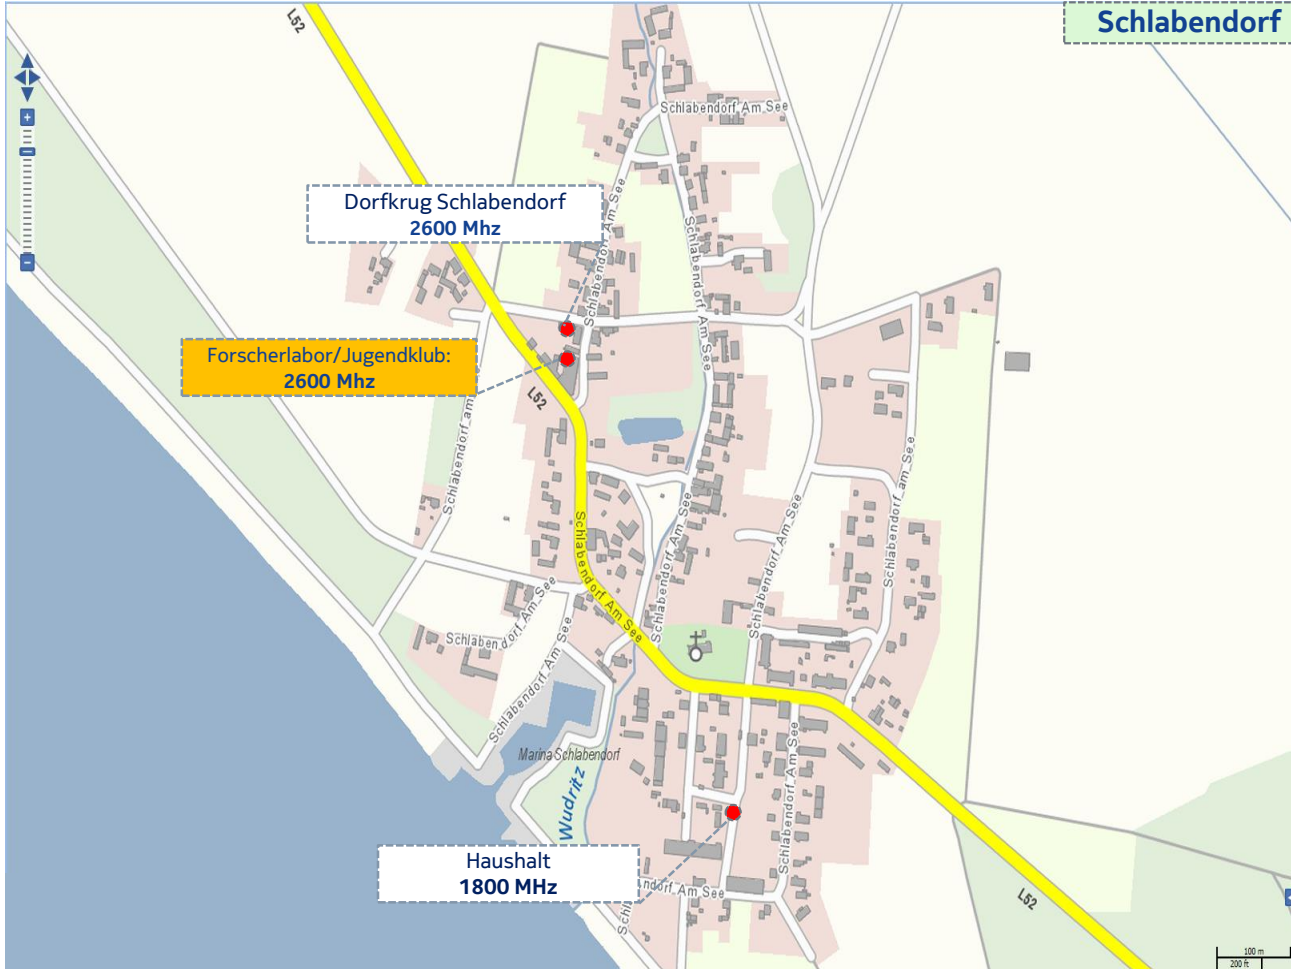 L52
Schlabendorf
Schlabendorf Am See
Dorfkrug Schlabendorf
2600 Mhz
Schlabendorf Am See
Schlabendorf Am See
Forscherlabor/Jugendklub:
2600 Mhz
L52
Schlabendorf am
Schlabendorf Am See
Schlabendorf Am See
Schlabendorf Am See
Schlabendorf am See
Schlabendorf Am See
Schlabendorf Am See
Schlabendorf Am See
Marina Schlabendorf
Wudritz
Schlabendorf Am See
Haushalt
1800 MHz
ndorf Am See
Schl
L52
100 m
200 ft